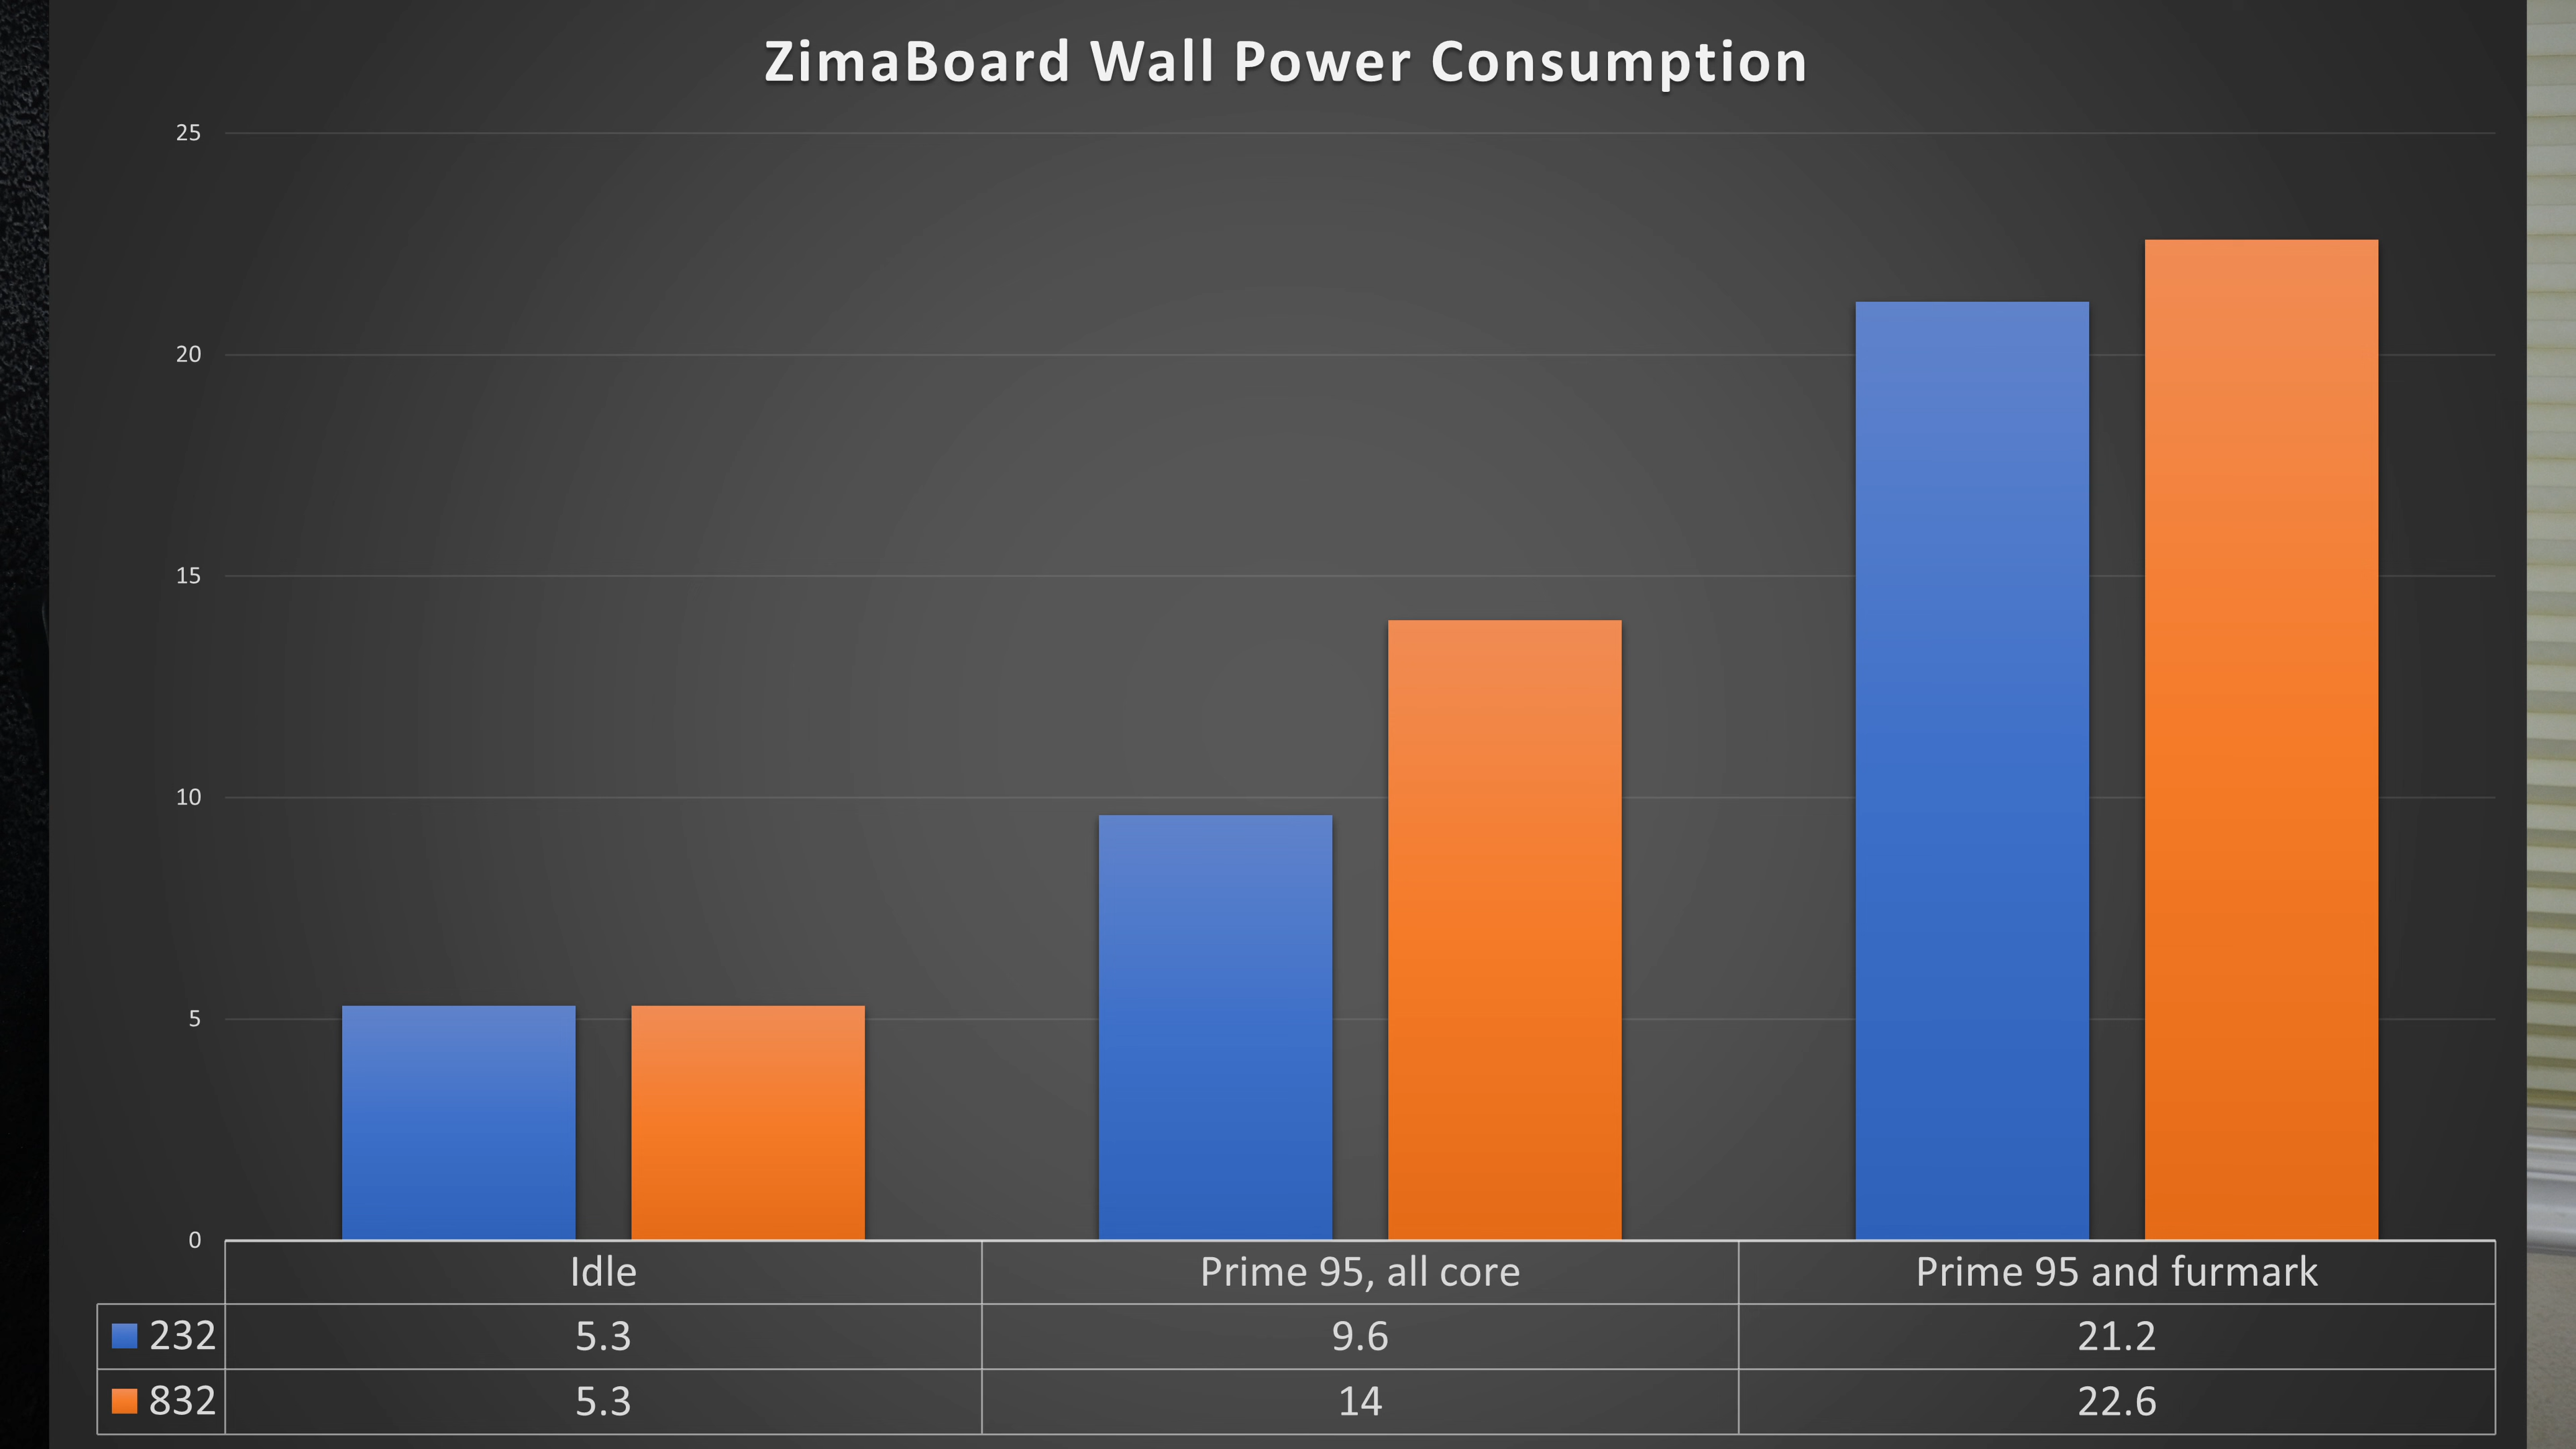 ZimaBoard Wall Power Consumption
25
20
15
10
5
0
Idle Prime 95, all core Prime 95 and furmark
232 5.3 9.6 21.2
832 5.3 14 22.6